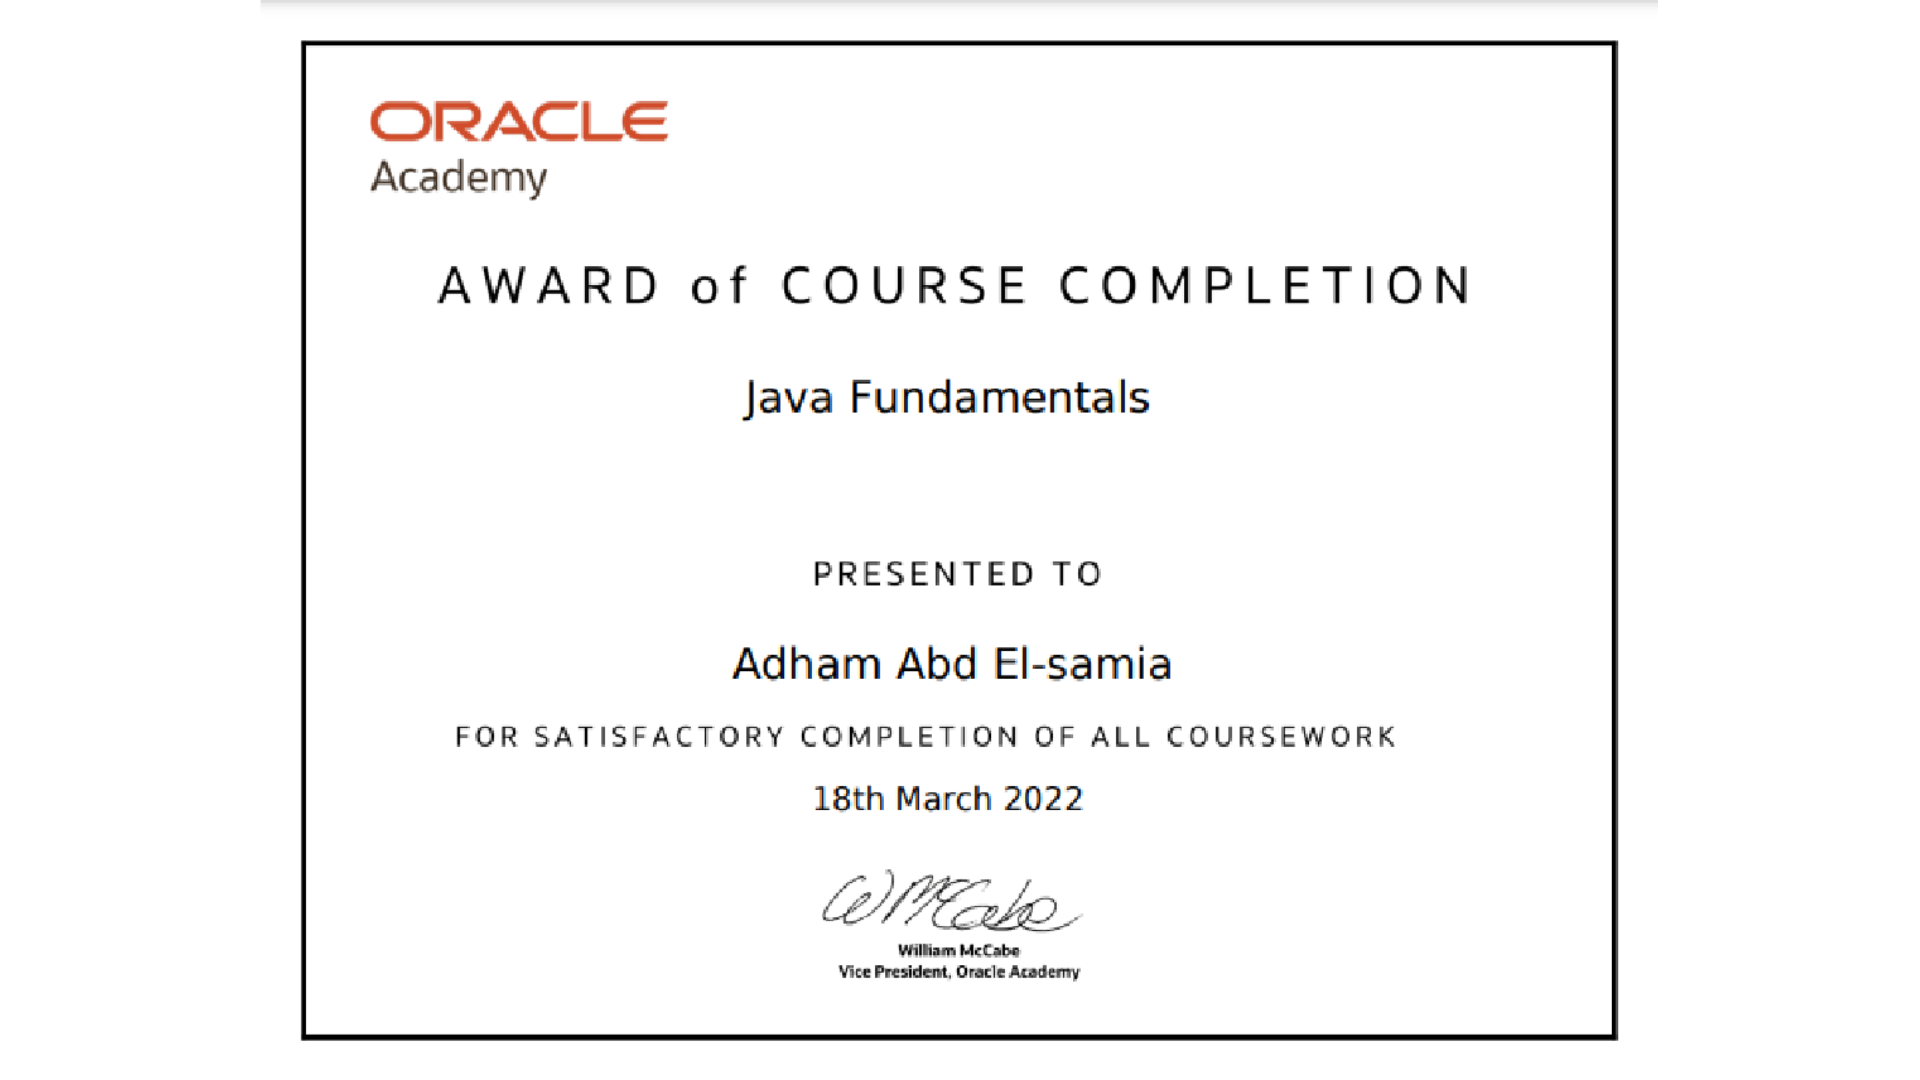 ORACLE
Academy
AWARD of COURSE COMPLETION
Java Fundamentals
PRESENTED TO
Adham Abd El-samia
FOR SATISFACTORY COMPLETION OF ALL COURSEWORK
18th March 2022
W McCabe
William McCabe
Vice President, Oracle Academy